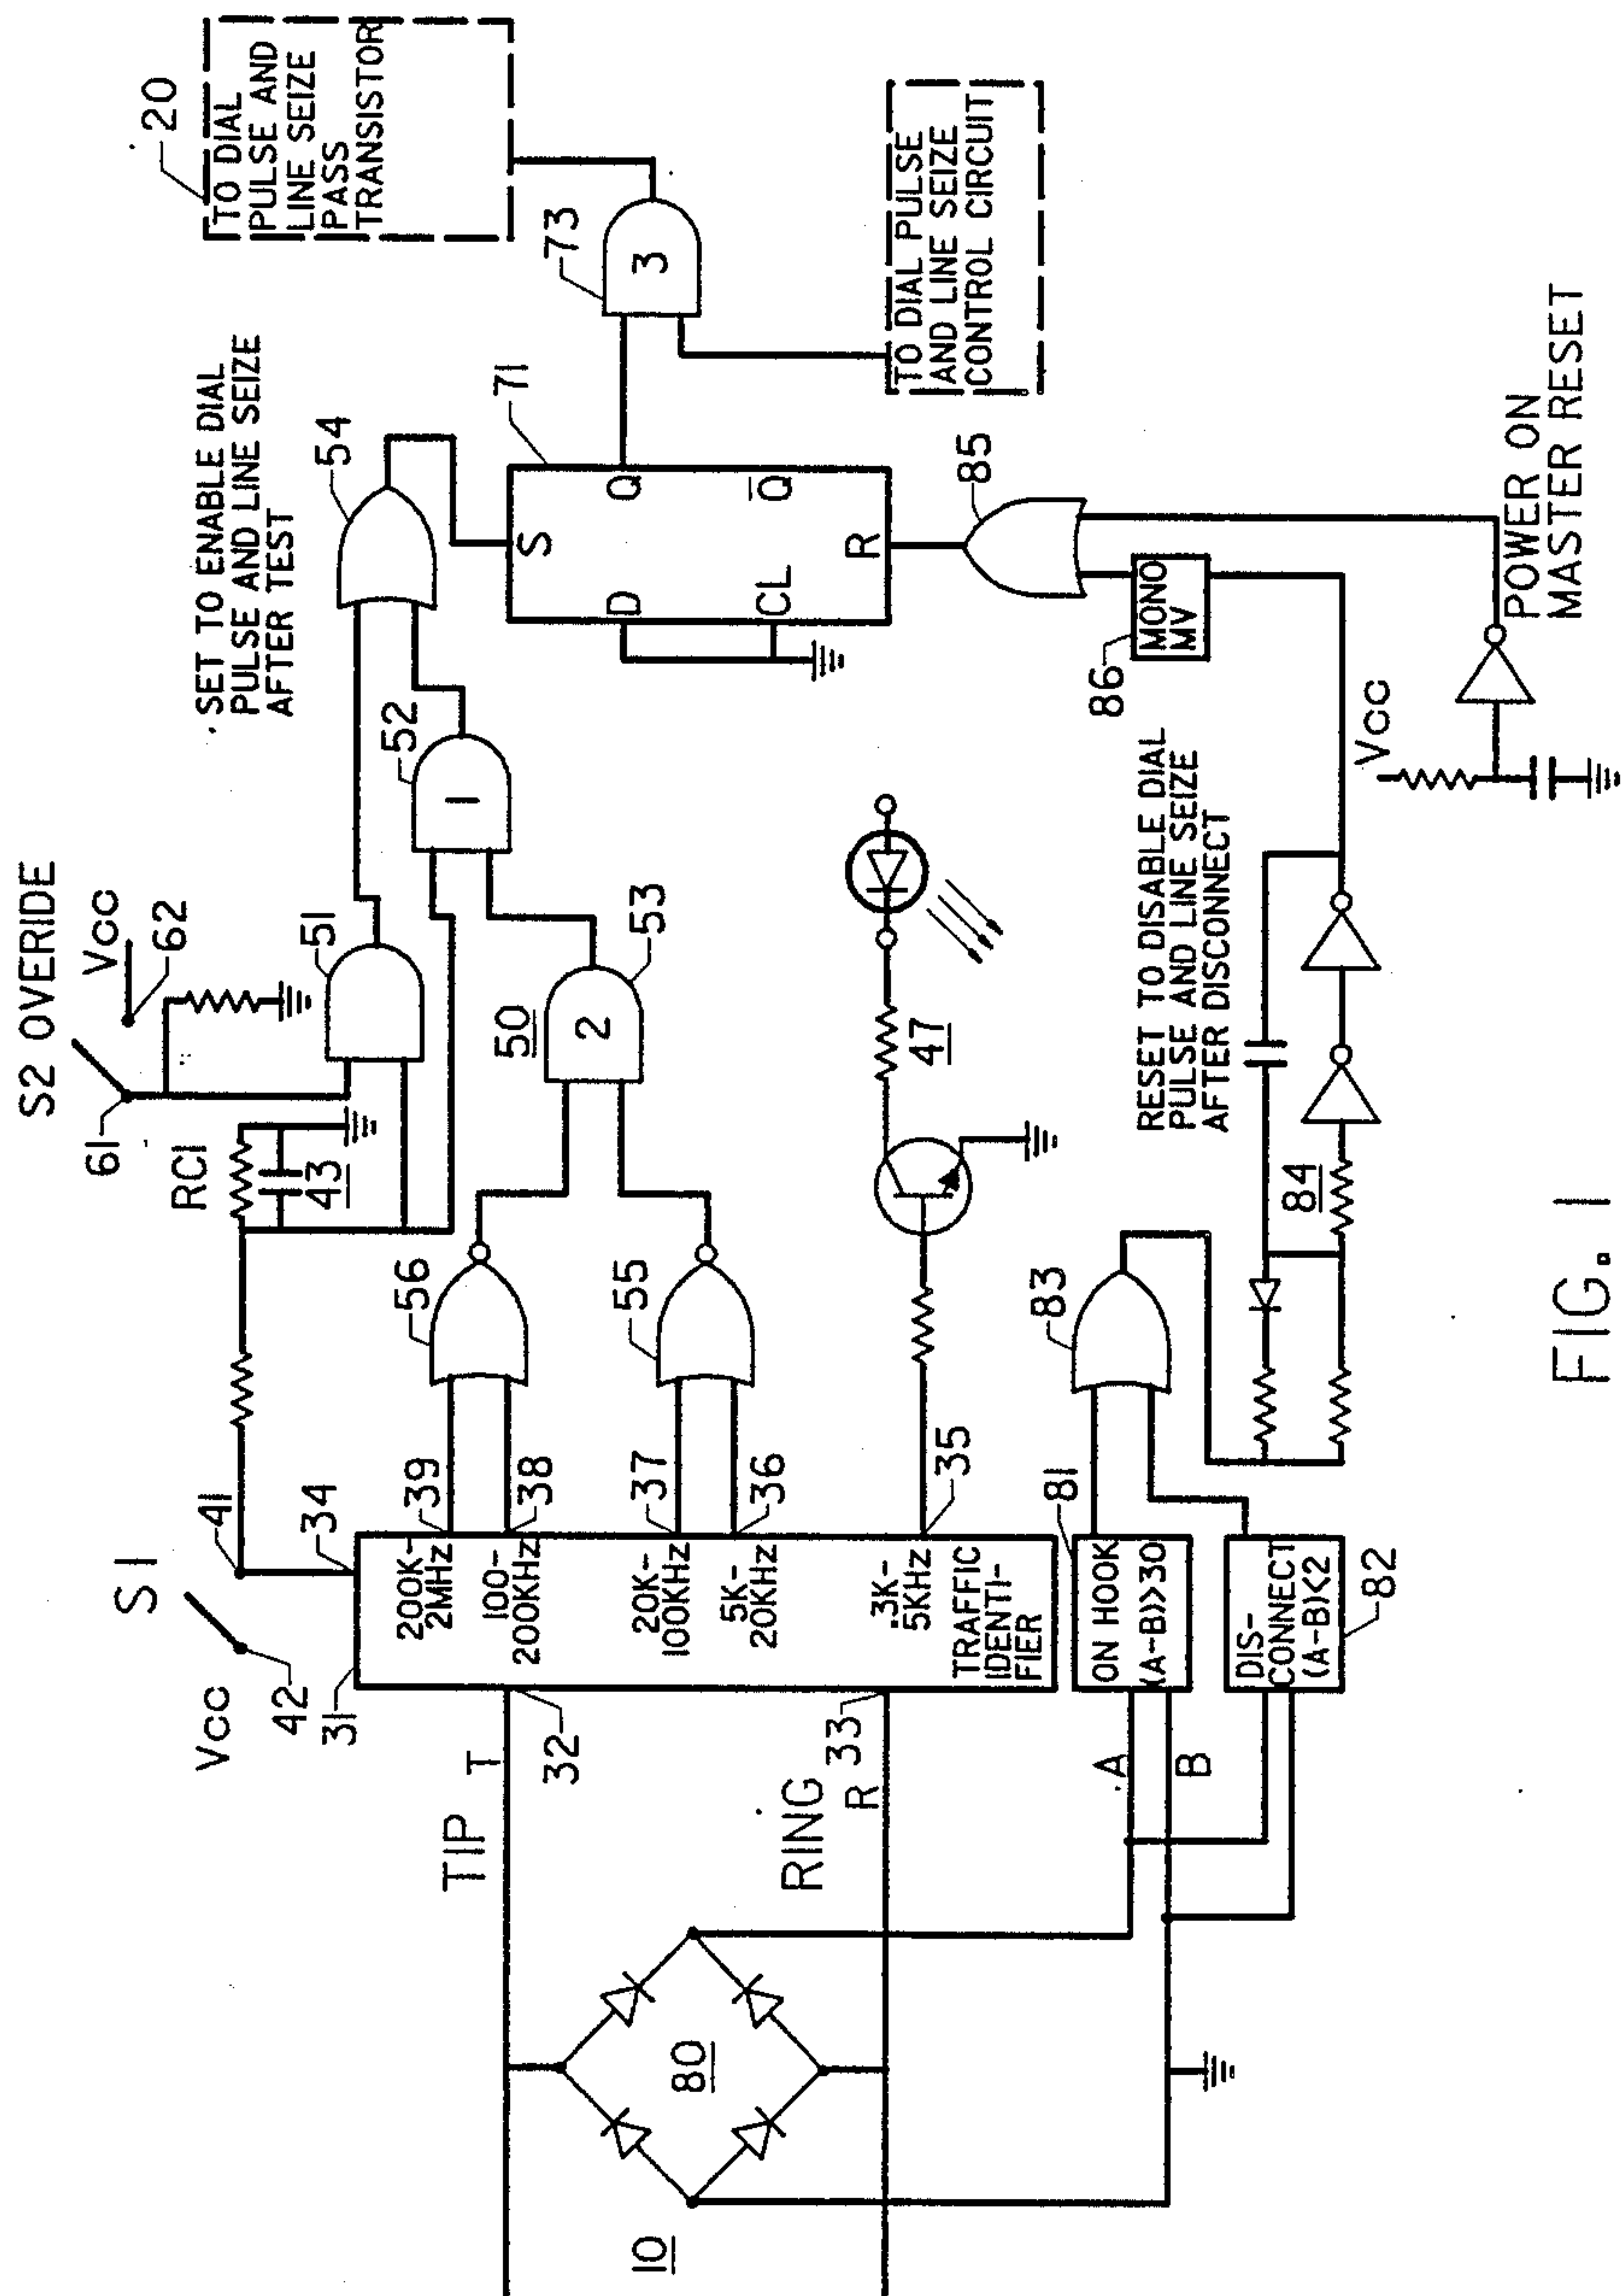 S2 OVERIDE
Vcc
62
61
RC1
43
51
S1
Vcc
42
41
34
31
SET TO ENABLE DIAL
PULSE AND LINE SEIZE
AFTER TEST
54
52
1
50
2
53
56
55
200K-
2MHz
39
100-
200KHz
38
20K-
100KHz
37
5K-
20KHz
36
.3K-
5KHz
35
TRAFFIC
IDENTI-
FIER
47
TIP
T
32
RING
R
33
80
10
A
B
81
ON HOOK
(A-B)>30
DIS-
CONNECT
(A-B)<2
82
83
84
RESET TO DISABLE DIAL
PULSE AND LINE SEIZE
AFTER DISCONNECT
86
MONO
MV
85
Vcc
POWER ON
MASTER RESET
71
S
D
Q
CL
Q̅
R
73
3
20
TO DIAL
PULSE AND
LINE SEIZE
PASS
TRANSISTOR
TO DIAL PULSE
AND LINE SEIZE
CONTROL CIRCUIT
FIG. 1